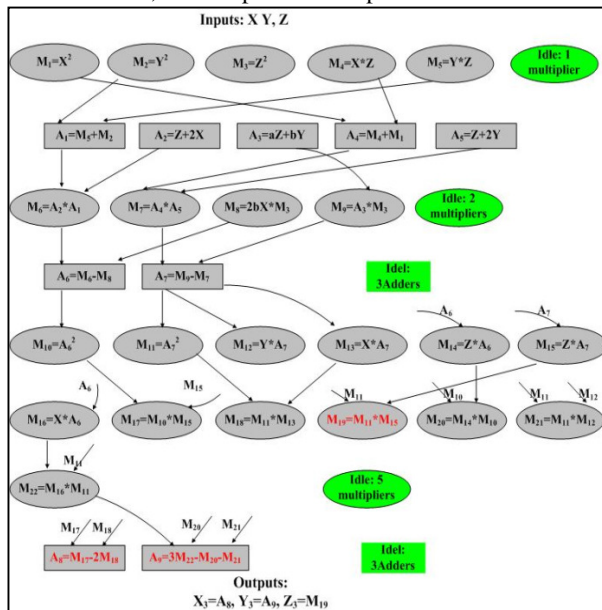 Inputs: X Y, Z
M₁=X² M₂=Y² M₃=Z² M₄=X*Z M₅=Y*Z Idle: 1
multiplier
A₁=M₅+M₂ A₂=Z+2X A₃=aZ+bY A₄=M₄+M₁ A₅=Z+2Y
M₆=A₂*A₁ M₇=A₄*A₅ M₈=2bX*M₃ M₉=A₃*M₃ Idle: 2
multipliers
A₆=M₆-M₈ A₇=M₉-M₇ Idel:
3Adders
A₆ A₇
M₁₀=A₆² M₁₁=A₇² M₁₂=Y*A₇ M₁₃=X*A₇ M₁₄=Z*A₆ M₁₅=Z*A₇
A₆ M₁₅ M₁₁ M₁₀ M₁₁ M₁₂
M₁₆=X*A₆ M₁₇=M₁₀*M₁₅ M₁₈=M₁₁*M₁₃ M₁₉=M₁₁*M₁₅ M₂₀=M₁₄*M₁₀ M₂₁=M₁₁*M₁₂
M₁₁
M₂₂=M₁₆*M₁₁ Idle: 5
multipliers
M₁₇ M₁₈ M₂₀ M₂₁
A₈=M₁₇-2M₁₈ A₉=3M₂₂-M₂₀-M₂₁ Idel:
3Adders
Outputs:
X₃=A₈, Y₃=A₉, Z₃=M₁₉